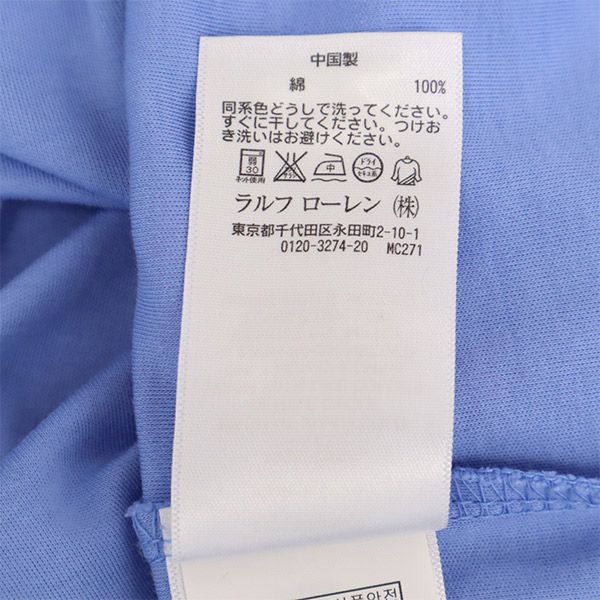 中国製
綿 100%
同系色どうしで洗ってください。
すぐに干してください。つけお
き洗いはお避けください。
弱 30 中 ドライ セキユ系
ネット使用
ラルフ ローレン (株)
東京都千代田区永田町2-10-1
0120-3274-20 MC271